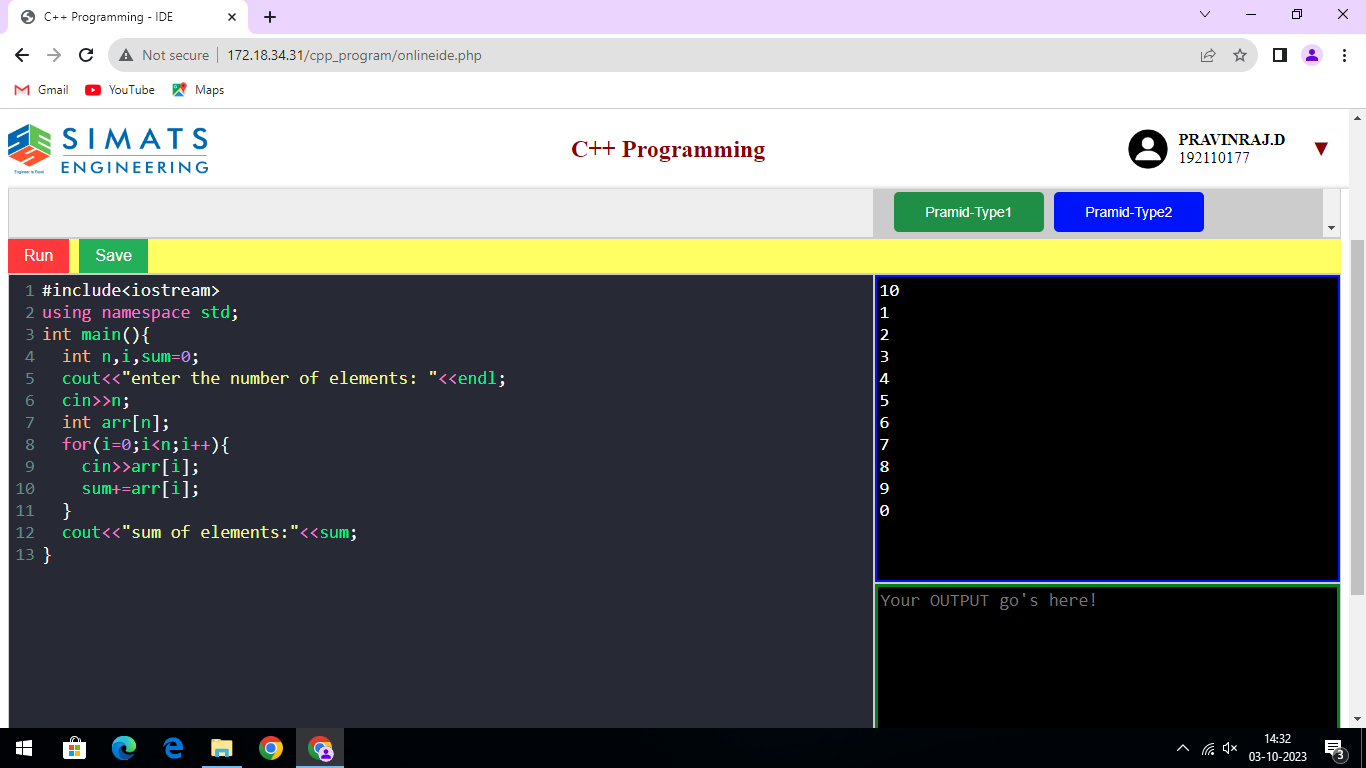 C++ Programming - IDE
Not secure | 172.18.34.31/cpp_program/onlineide.php
Gmail YouTube Maps
SIMATS
ENGINEERING
Engineer to Excel
C++ Programming
PRAVINRAJ.D
192110177
Pramid-Type1 Pramid-Type2
Run Save
1 #include<iostream>
2 using namespace std;
3 int main(){
4 int n,i,sum=0;
5 cout<<"enter the number of elements: "<<endl;
6 cin>>n;
7 int arr[n];
8 for(i=0;i<n;i++){
9 cin>>arr[i];
10 sum+=arr[i];
11 }
12 cout<<"sum of elements:"<<sum;
13 }
10
1
2
3
4
5
6
7
8
9
0
Your OUTPUT go's here!
14:32
03-10-2023
3